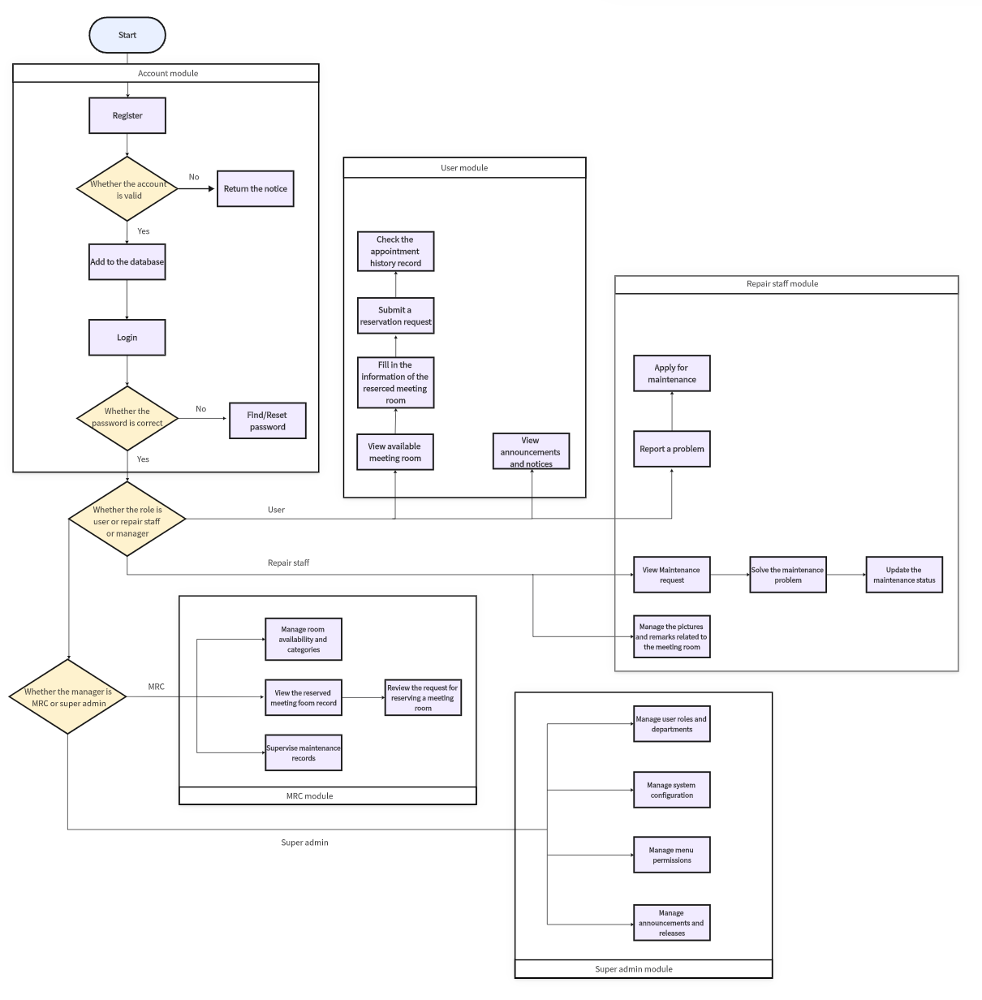 Start
Account module
Register
Whether the account
is valid
No
Return the notice
Yes
Add to the database
Login
Whether the
password is correct
No
Find/Reset
password
Yes
User module
Check the
appointment
history record
Submit a
reservation request
Fill in the
information of the
reserced meeting
room
View available
meeting room
View
announcements
and notices
Repair staff module
Apply for
maintenance
Report a problem
Whether the role is
user or repair staff
or manager
User
Repair staff
View Maintenance
request
Solve the maintenance
problem
Update the
maintenance status
Manage the pictures
and remarks related to
the meeting room
Whether the manager is
MRC or super admin
MRC
Manage room
availability and
categories
View the reserved
meeting foom record
Review the request for
reserving a meeting
room
Supervise maintenance
records
MRC module
Super admin
Manage user roles and
departments
Manage system
configuration
Manage menu
permissions
Manage
announcements and
releases
Super admin module